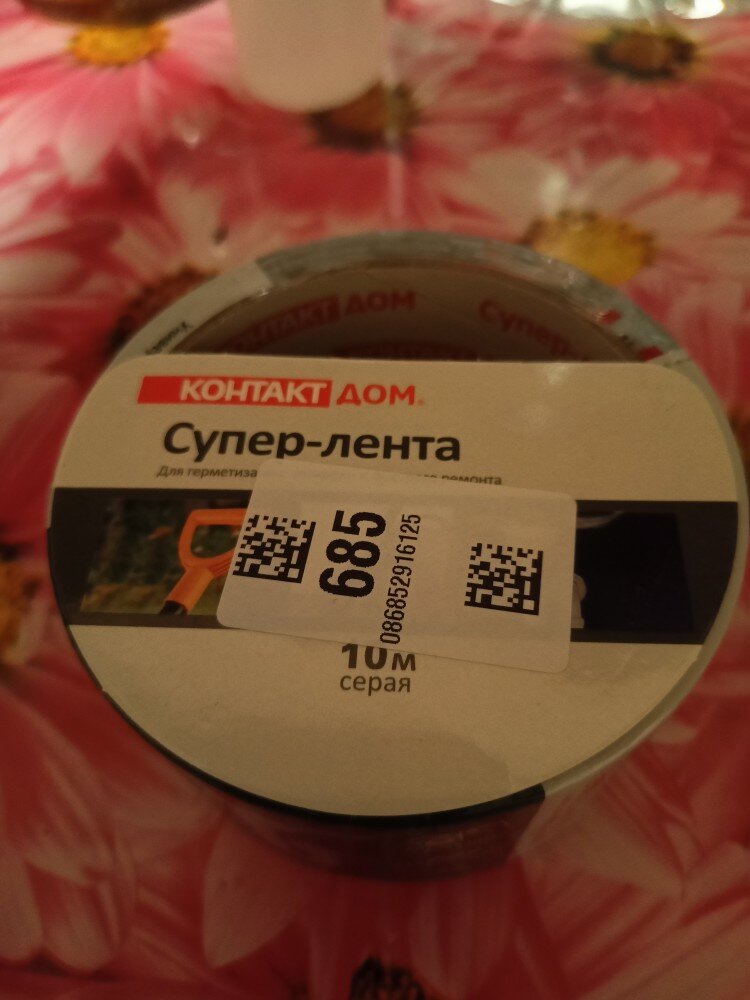 КОНТАКТ ДОМ
Супер-л
КОНТАКТ ДОМ.
Супер-лента
Для герметиза ремонта
685
086852916125
10м
серая